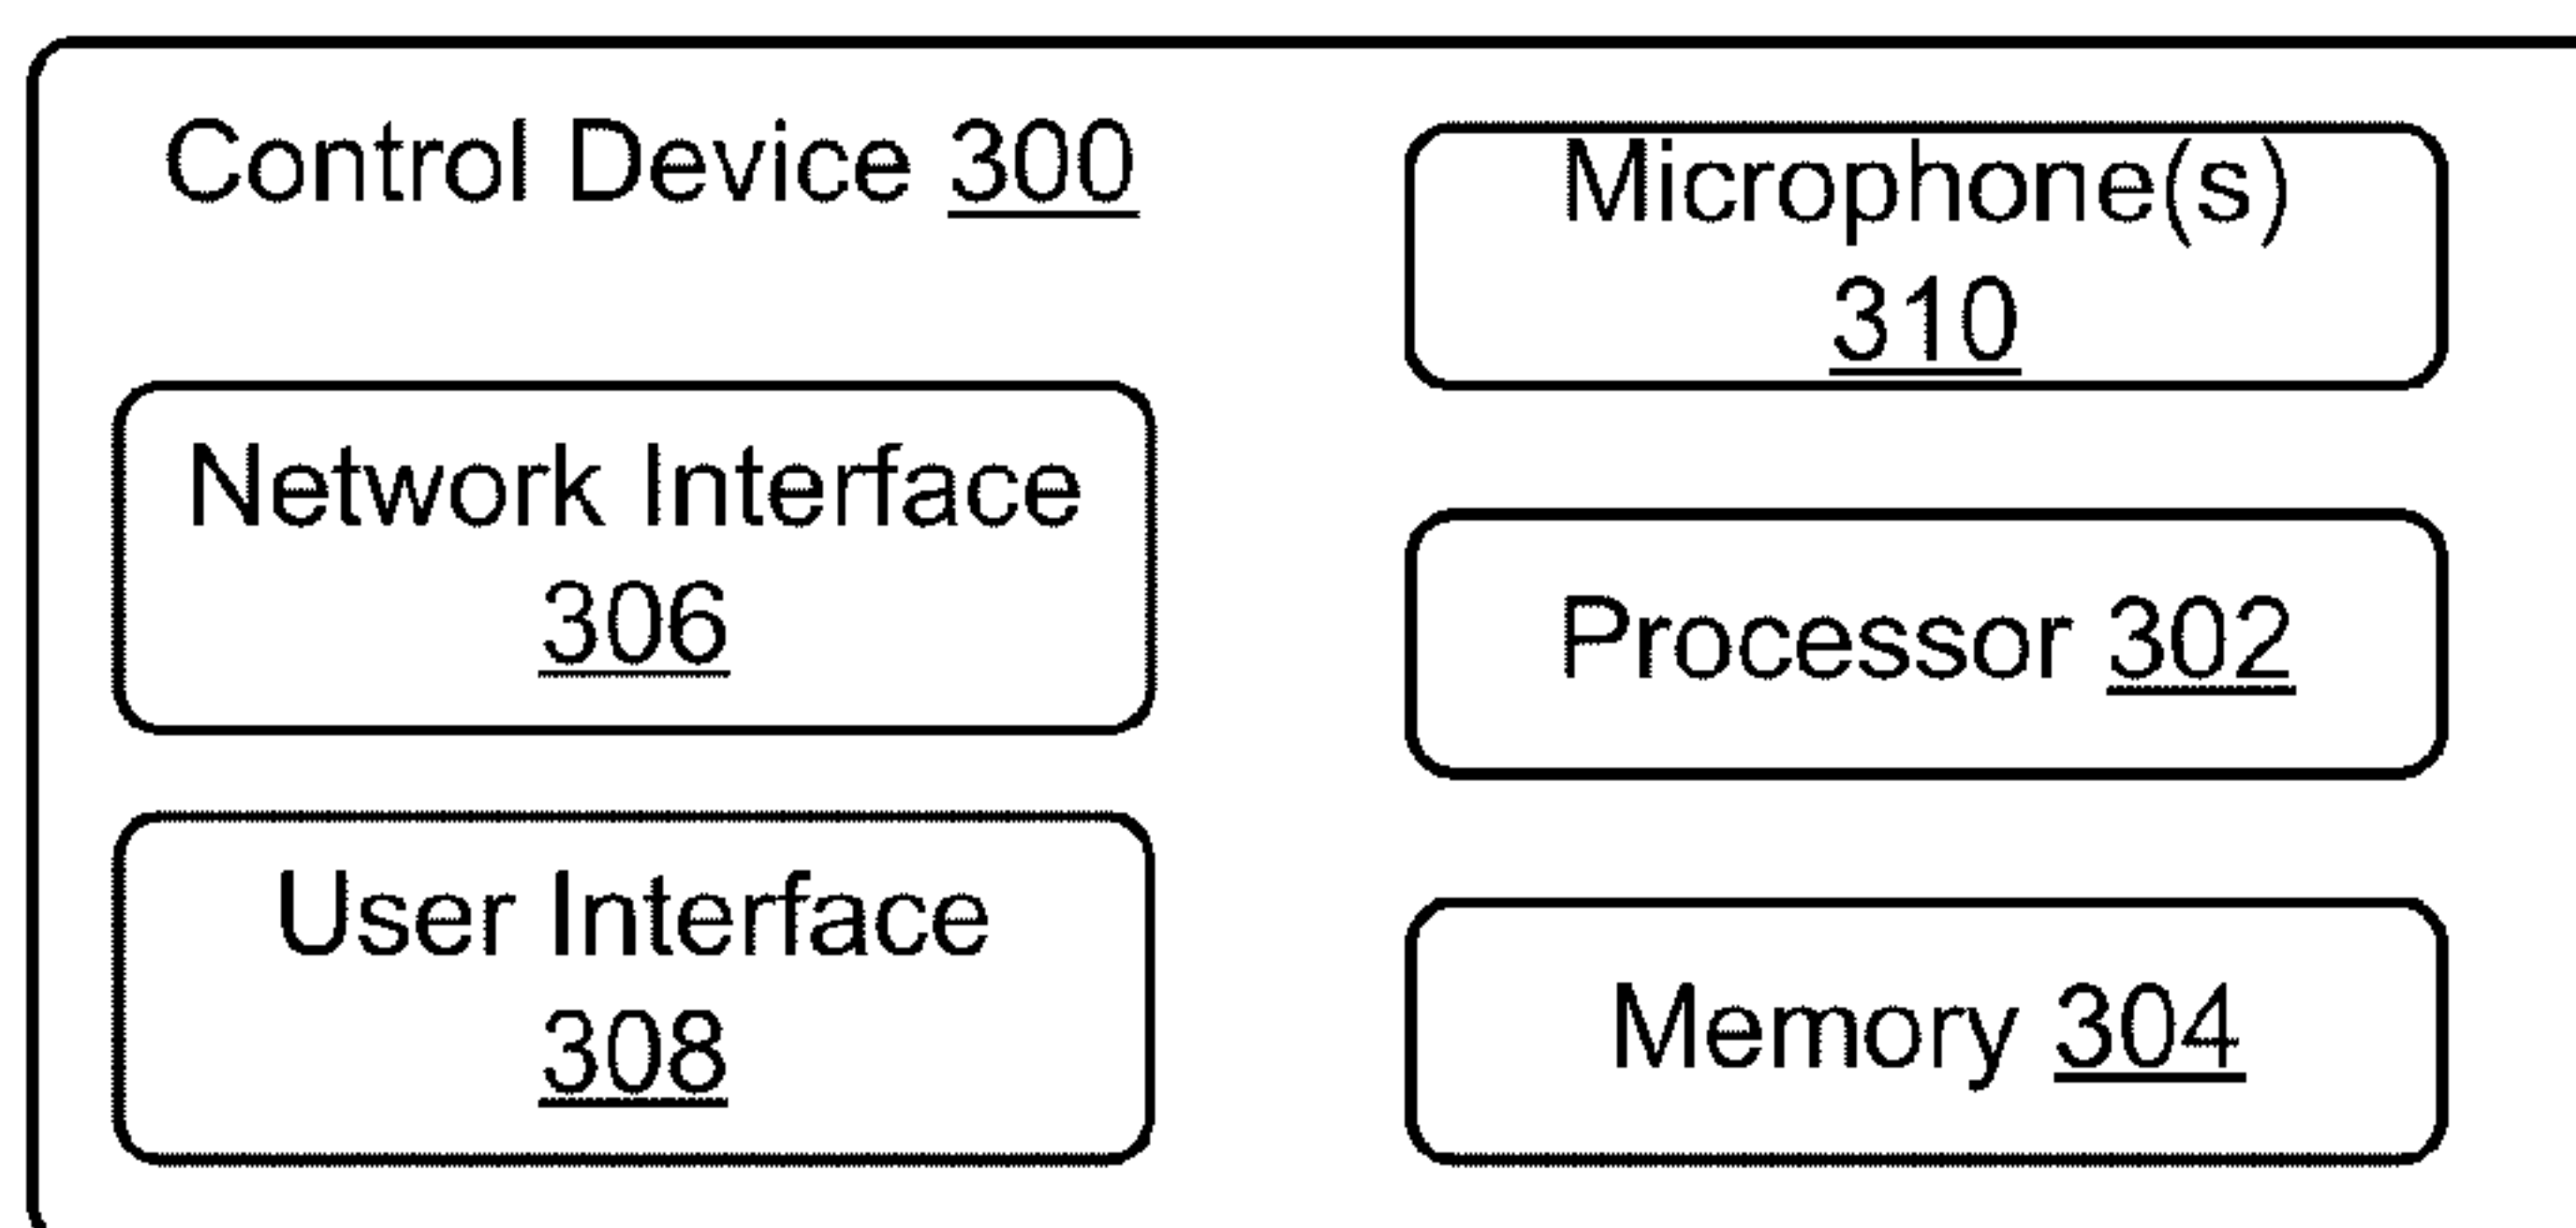 Control Device 300
Microphone(s)
310
Network Interface
306
Processor 302
User Interface
308
Memory 304